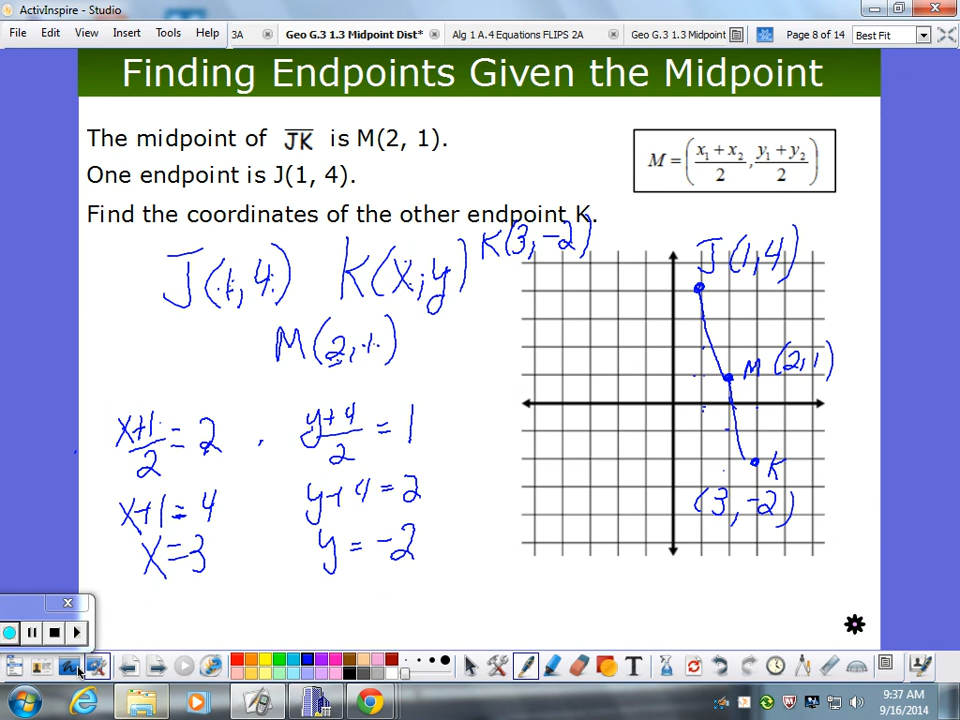 ActivInspire - Studio
File Edit View Insert Tools Help 3A Geo G.3 1.3 Midpoint Dist* Alg 1 A.4 Equations FLIPS 2A Geo G.3 1.3 Midpoint Page 8 of 14 Best Fit
Finding Endpoints Given the Midpoint
The midpoint of JK is M(2, 1).
One endpoint is J(1, 4).
Find the coordinates of the other endpoint K.
M = ( x₁ + x₂ / 2 , y₁ + y₂ / 2 )
K(3, -2)
J(1,4) K(x,y)
M(2,1)
x+1/2 = 2 y+4/2 = 1
x+1 = 4 y+4 = 2
x = 3 y = -2
J(1,4)
M (2,1)
K
(3, -2)
T
9:37 AM
9/16/2014